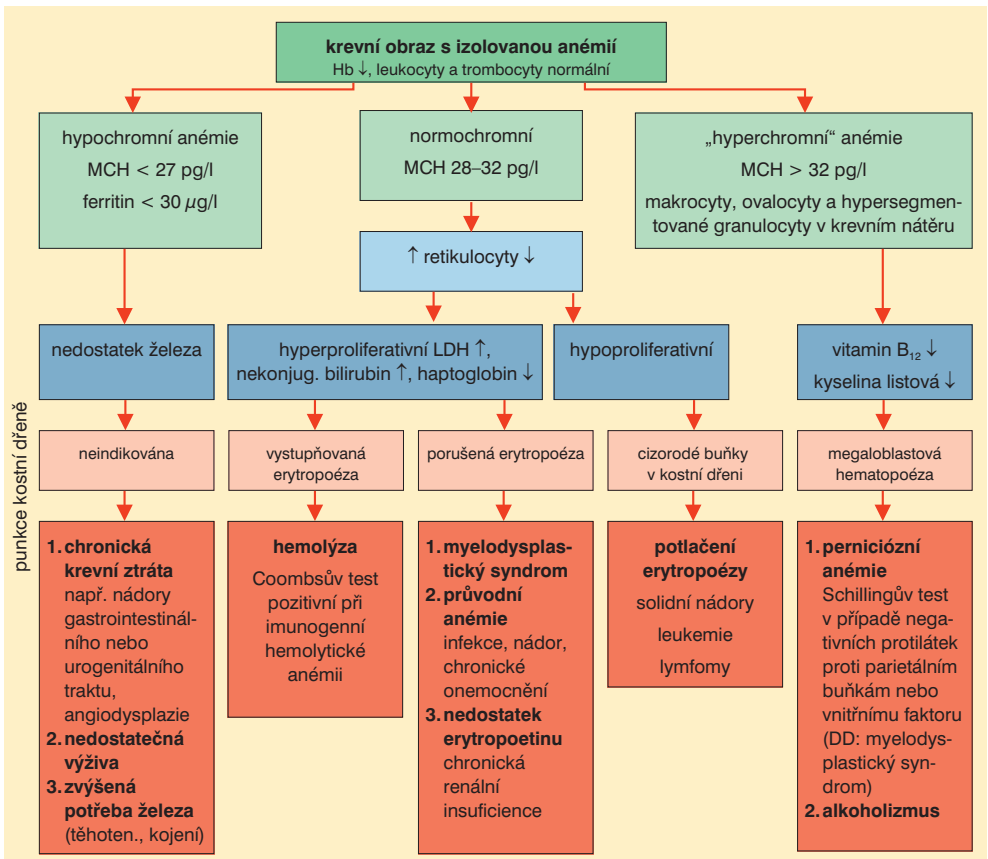 krevní obraz s izolovanou anémií
Hb ↓, leukocyty a trombocyty normální
hypochromní anémie
MCH < 27 pg/l
ferritin < 30 µg/l
normochromní
MCH 28–32 pg/l
„hyperchromní“ anémie
MCH > 32 pg/l
makrocyty, ovalocyty a hypersegmen-
tované granulocyty v krevním nátěru
↑ retikulocyty ↓
nedostatek železa
hyperproliferativní LDH ↑,
nekonjug. bilirubin ↑, haptoglobin ↓
hypoproliferativní
vitamin B₁₂ ↓
kyselina listová ↓
punkce kostní dřeně
neindikována
vystupňovaná
erytropoéza
porušená erytropoéza
cizorodé buňky
v kostní dřeni
megaloblastová
hematopoéza
1. chronická
krevní ztráta
např. nádory
gastrointestinál-
ního nebo
urogenitálního
traktu,
angiodysplazie
2. nedostatečná
výživa
3. zvýšená
potřeba železa
(těhoten., kojení)
hemolýza
Coombsův test
pozitivní při
imunogenní
hemolytické
anémii
1. myelodysplas-
tický syndrom
2. průvodní
anémie
infekce, nádor,
chronické
onemocnění
3. nedostatek
erytropoetinu
chronická
renální
insuficience
potlačení
erytropoézy
solidní nádory
leukemie
lymfomy
1. perniciózní
anémie
Schillingův test
v případě nega-
tivních protilátek
proti parietálním
buňkám nebo
vnitřnímu faktoru
(DD: myelodys-
plastický syn-
drom)
2. alkoholizmus